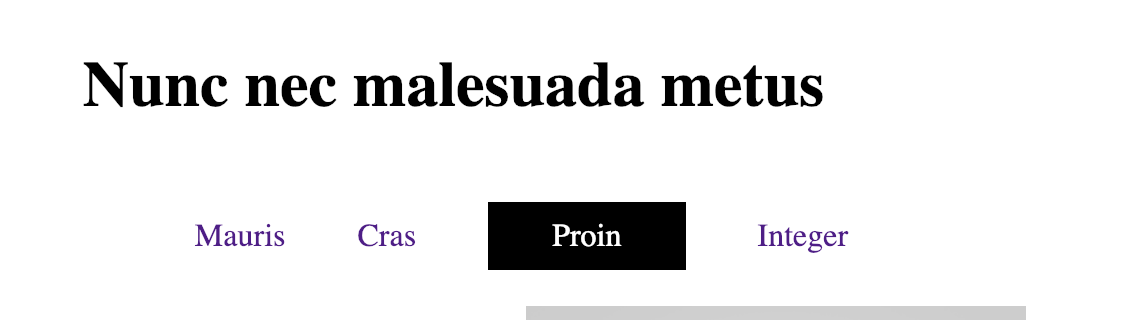 Nunc nec malesuada metus
Mauris Cras Proin Integer